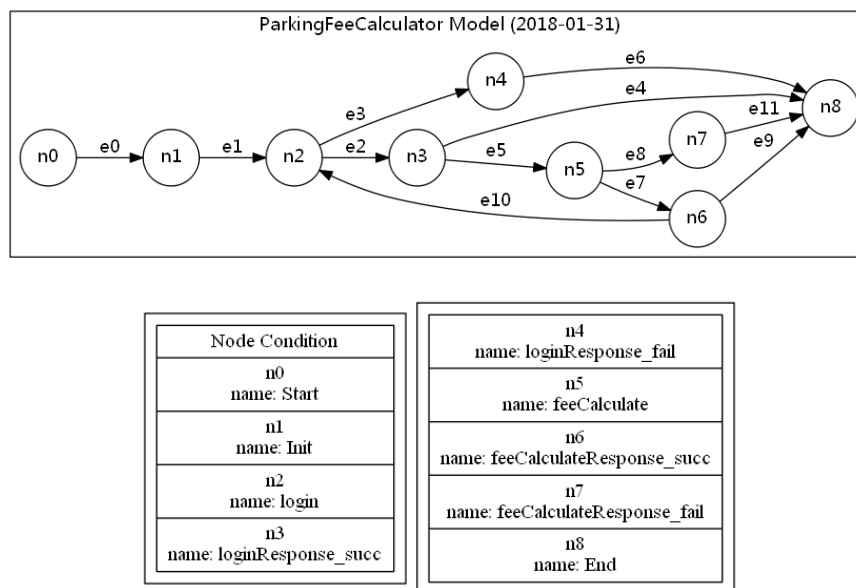 ParkingFeeCalculator Model (2018-01-31)
n0
e0
n1
e1
n2
e3
e2
n4
n3
e6
e4
e5
n5
e8
e7
n7
n6
e11
e9
n8
e10
Node Condition
n0
name: Start
n1
name: Init
n2
name: login
n3
name: loginResponse_succ
n4
name: loginResponse_fail
n5
name: feeCalculate
n6
name: feeCalculateResponse_succ
n7
name: feeCalculateResponse_fail
n8
name: End